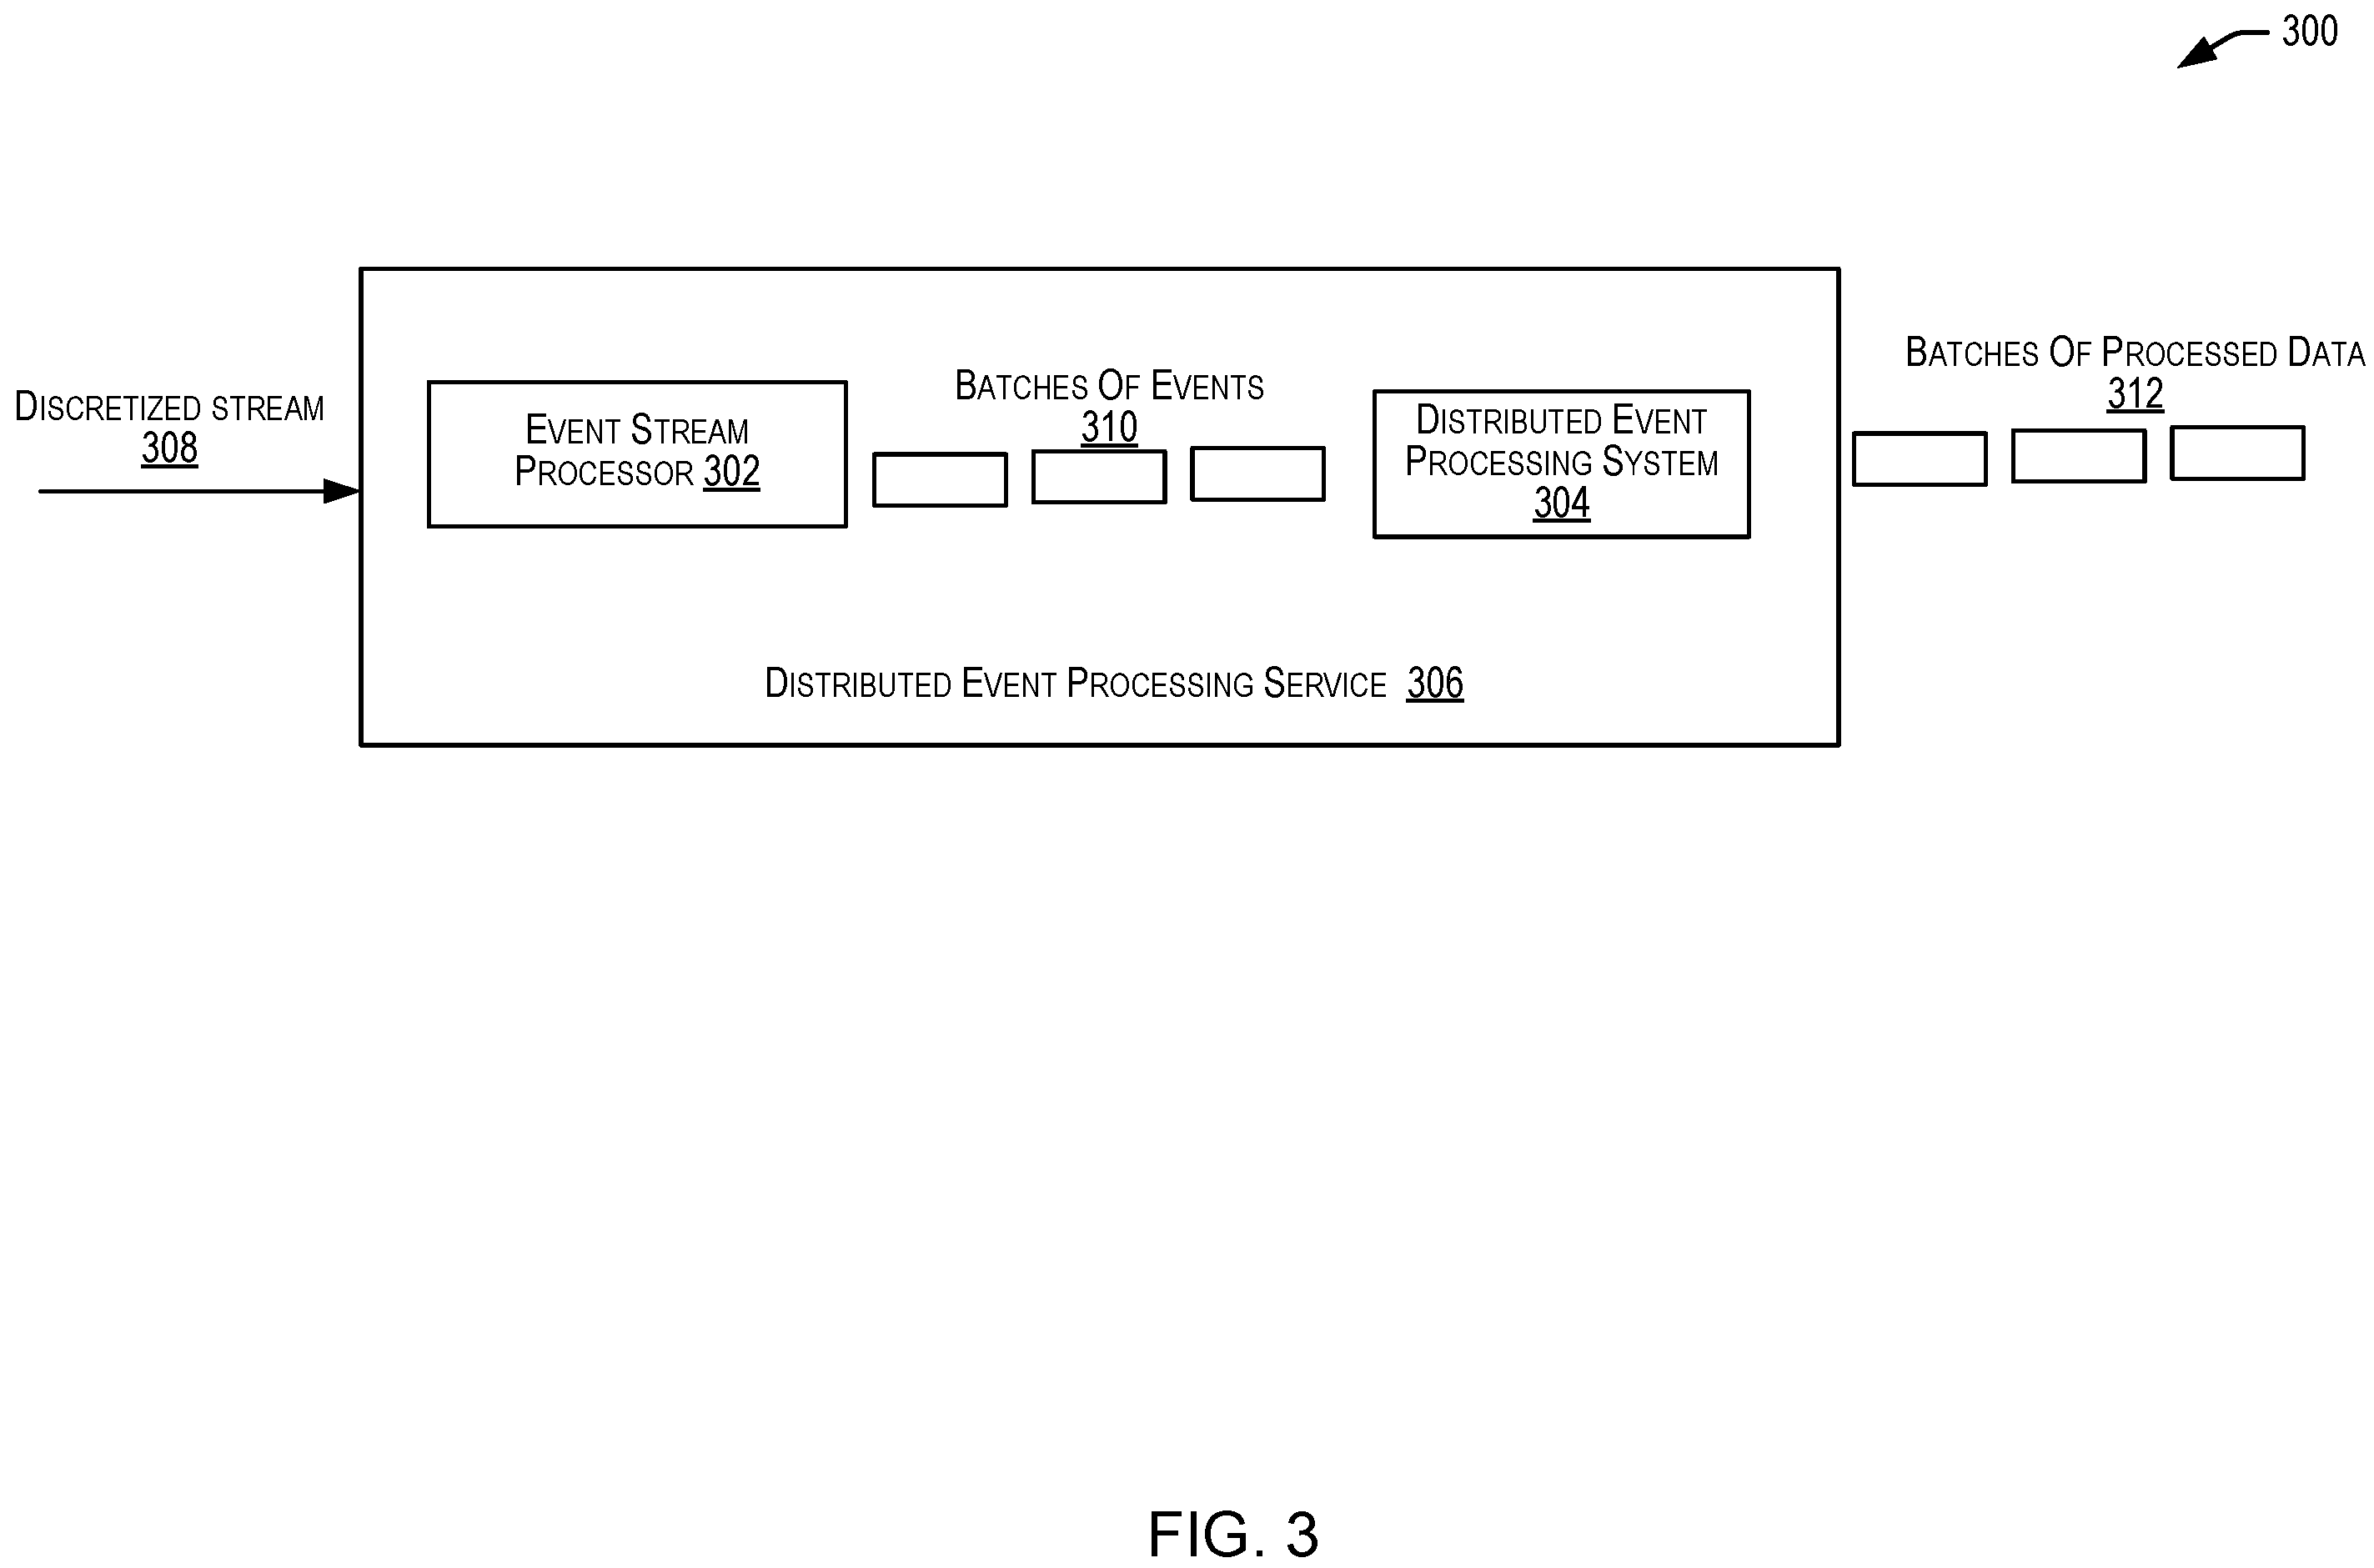 300
DISCRETIZED STREAM
308
EVENT STREAM
PROCESSOR 302
BATCHES OF EVENTS
310
DISTRIBUTED EVENT
PROCESSING SYSTEM
304
BATCHES OF PROCESSED DATA
312
DISTRIBUTED EVENT PROCESSING SERVICE 306
FIG. 3